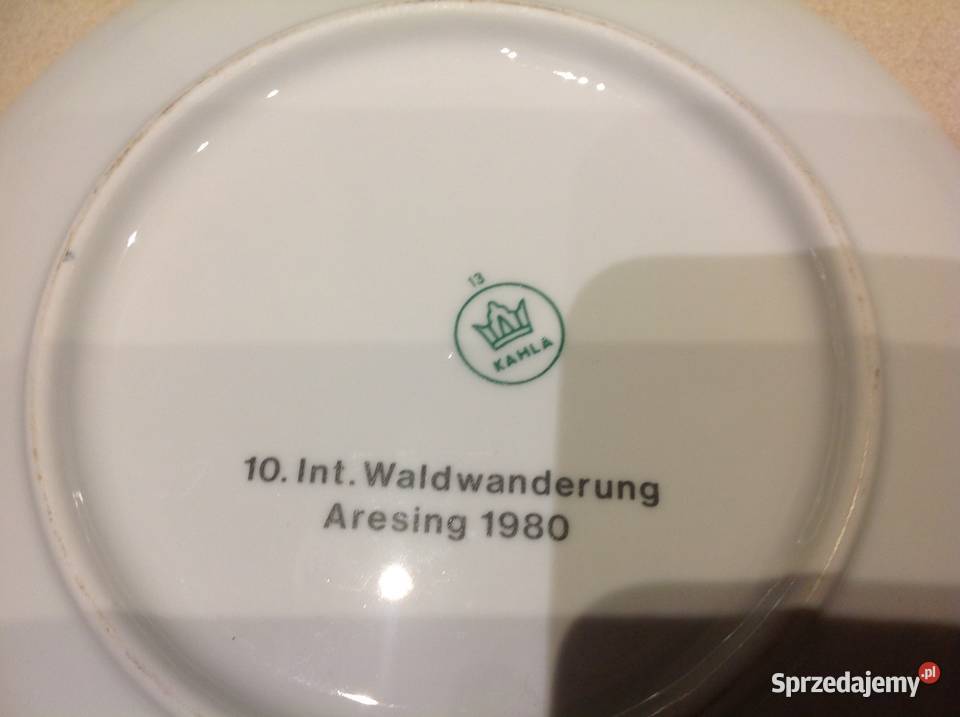 13
KAHLA
10. Int. Waldwanderung
Aresing 1980
Sprzedajemy.pl